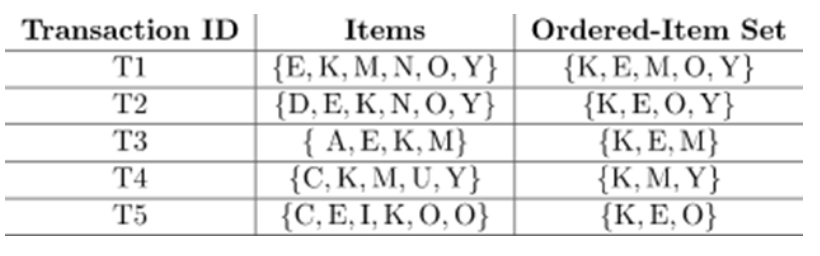 Transaction ID Items Ordered-Item Set
T1 {E, K, M, N, O, Y} {K, E, M, O, Y}
T2 {D, E, K, N, O, Y} {K, E, O, Y}
T3 { A, E, K, M} {K, E, M}
T4 {C, K, M, U, Y} {K, M, Y}
T5 {C, E, I, K, O, O} {K, E, O}